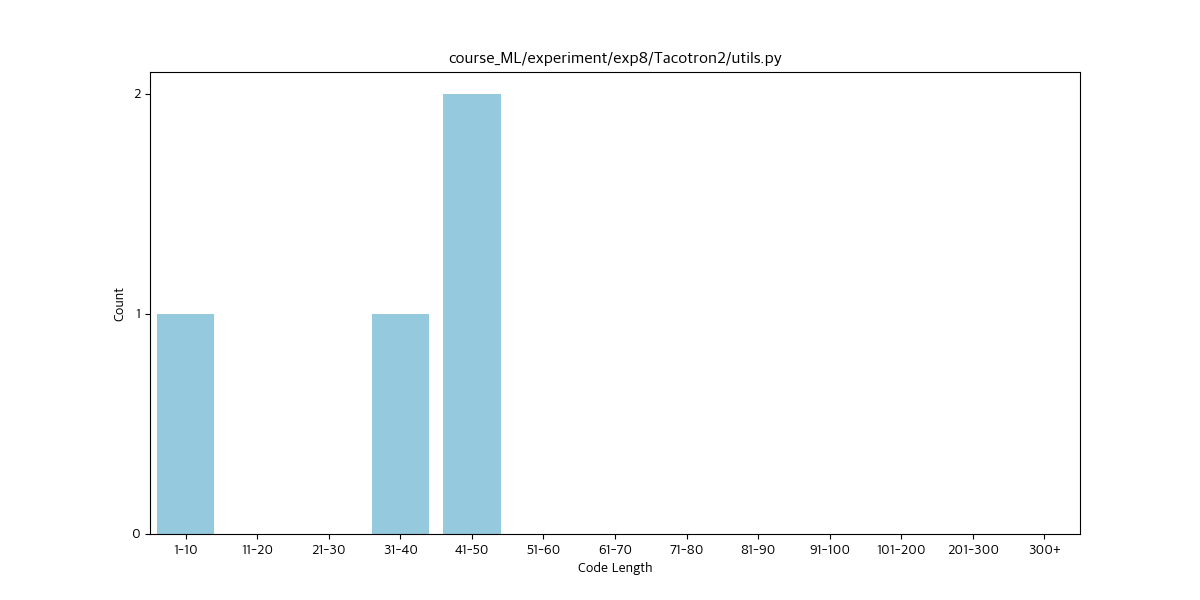 course_ML/experiment/exp8/Tacotron2/utils.py
2
1
0
Count
1-10 11-20 21-30 31-40 41-50 51-60 61-70 71-80 81-90 91-100 101-200 201-300 300+
Code Length